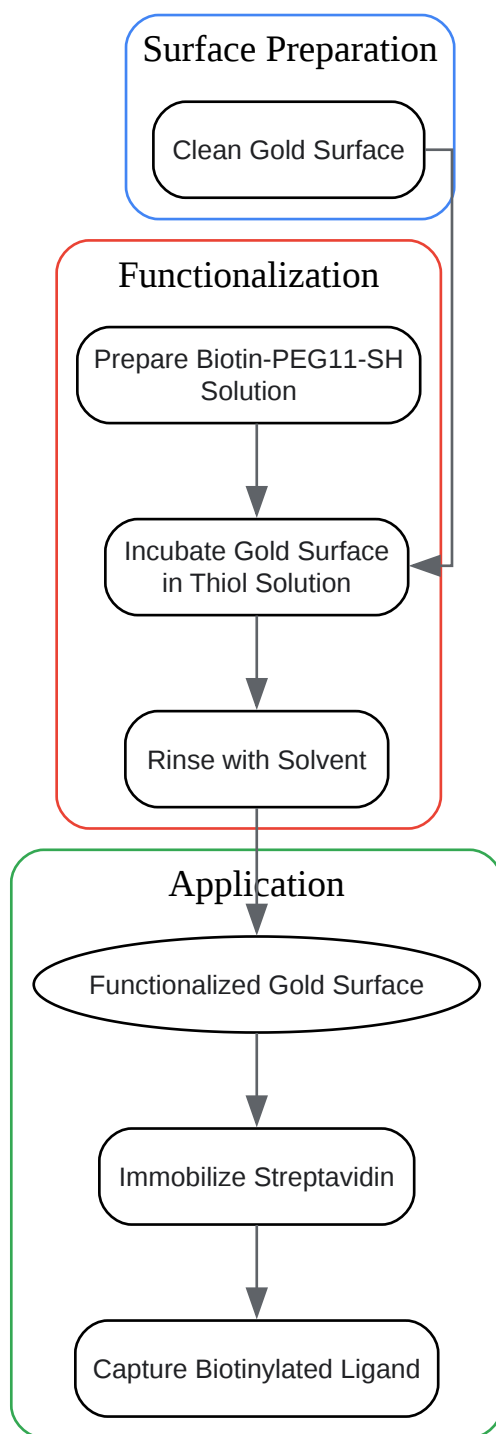 Surface Preparation
Clean Gold Surface
Functionalization
Prepare Biotin-PEG11-SH
Solution
Incubate Gold Surface
in Thiol Solution
Rinse with Solvent
Application
Functionalized Gold Surface
Immobilize Streptavidin
Capture Biotinylated Ligand